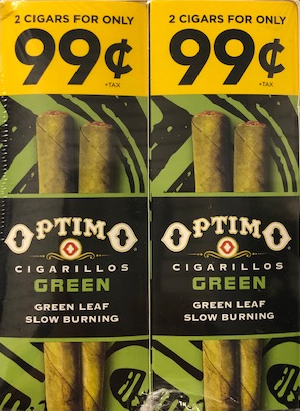 2 CIGARS FOR ONLY
99¢
+TAX
OPTIMO
CIGARILLOS
GREEN
GREEN LEAF
SLOW BURNING
2 CIGARS FOR ONLY
99¢
+TAX
OPTIMO
CIGARILLOS
GREEN
GREEN LEAF
SLOW BURNING